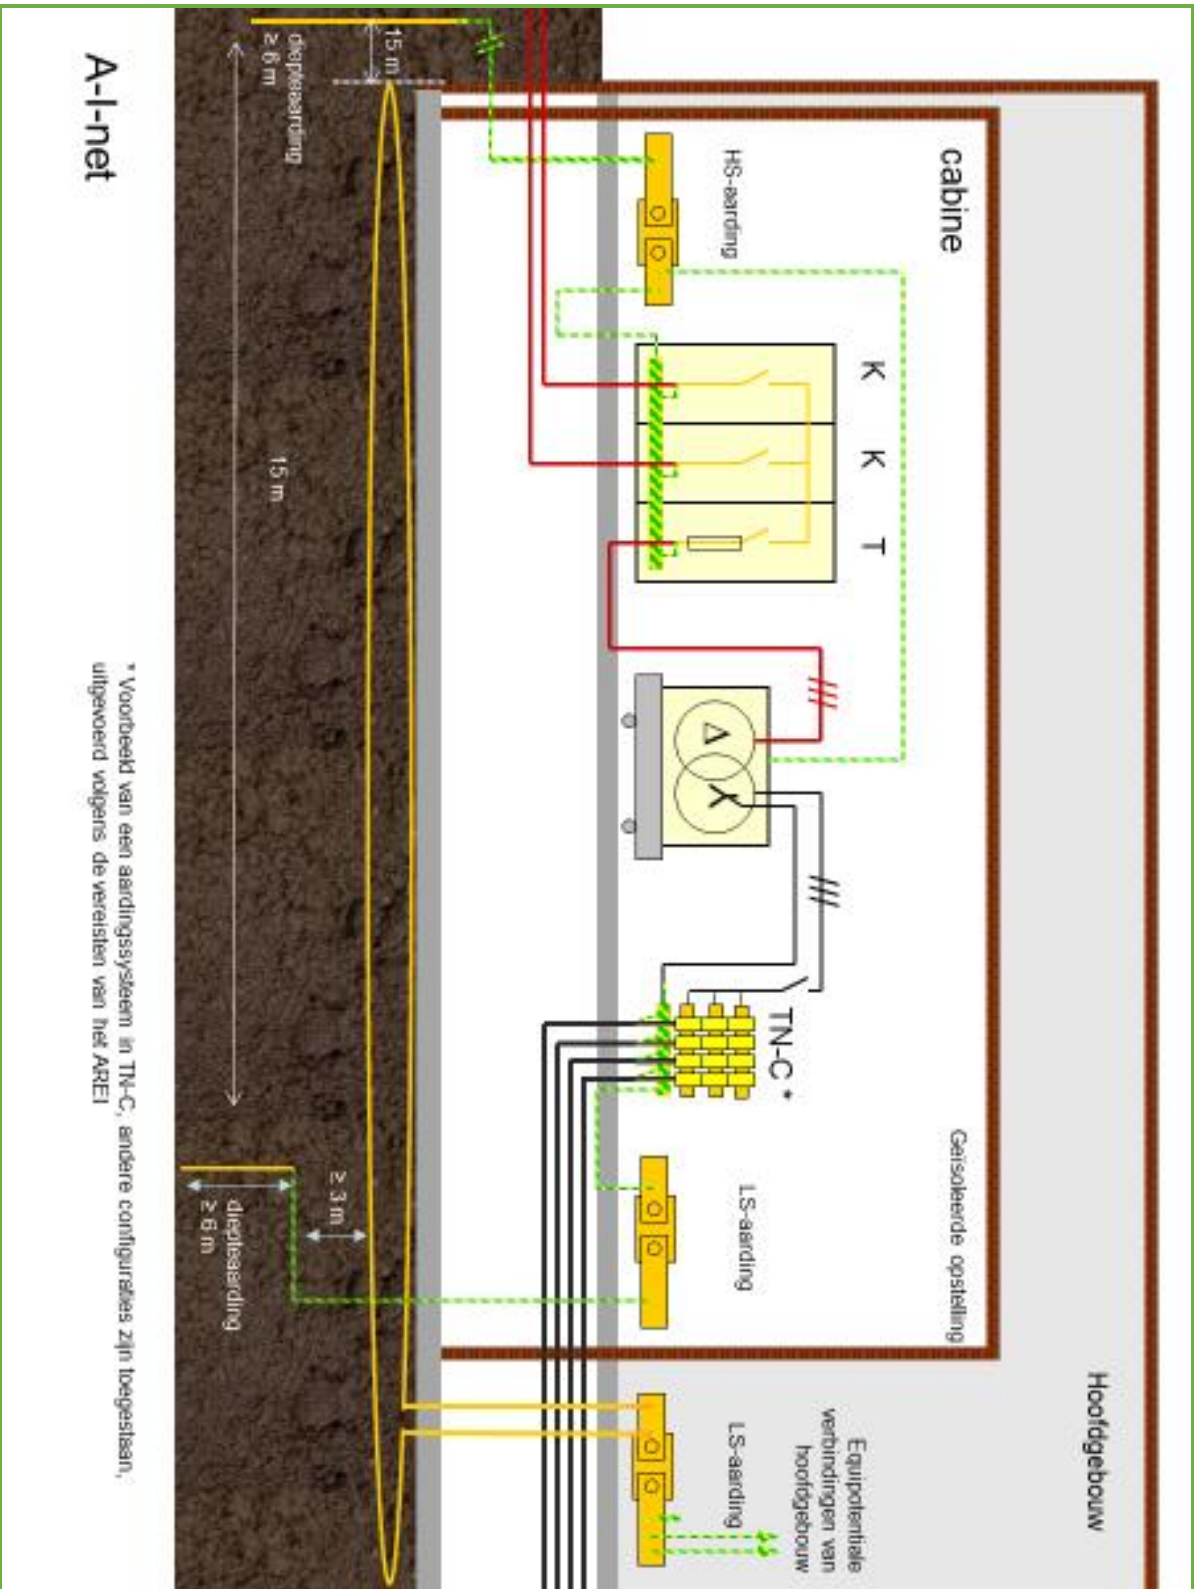 Hoofdgebouw
cabine
Geïsoleerde opstelling
K
K
T
HS-aarding
Δ
TN-C *
LS-aarding
Equipotentiale
verbindingen van
hoofdgebouw
LS-aarding
15 m
diepteaarding
≥ 6 m
15 m
≥ 3 m
diepteaarding
≥ 6 m
A-I-net
* Voorbeeld van een aardingssysteem in TN-C, andere configuraties zijn toegestaan,
uitgevoerd volgens de vereisten van het AREI